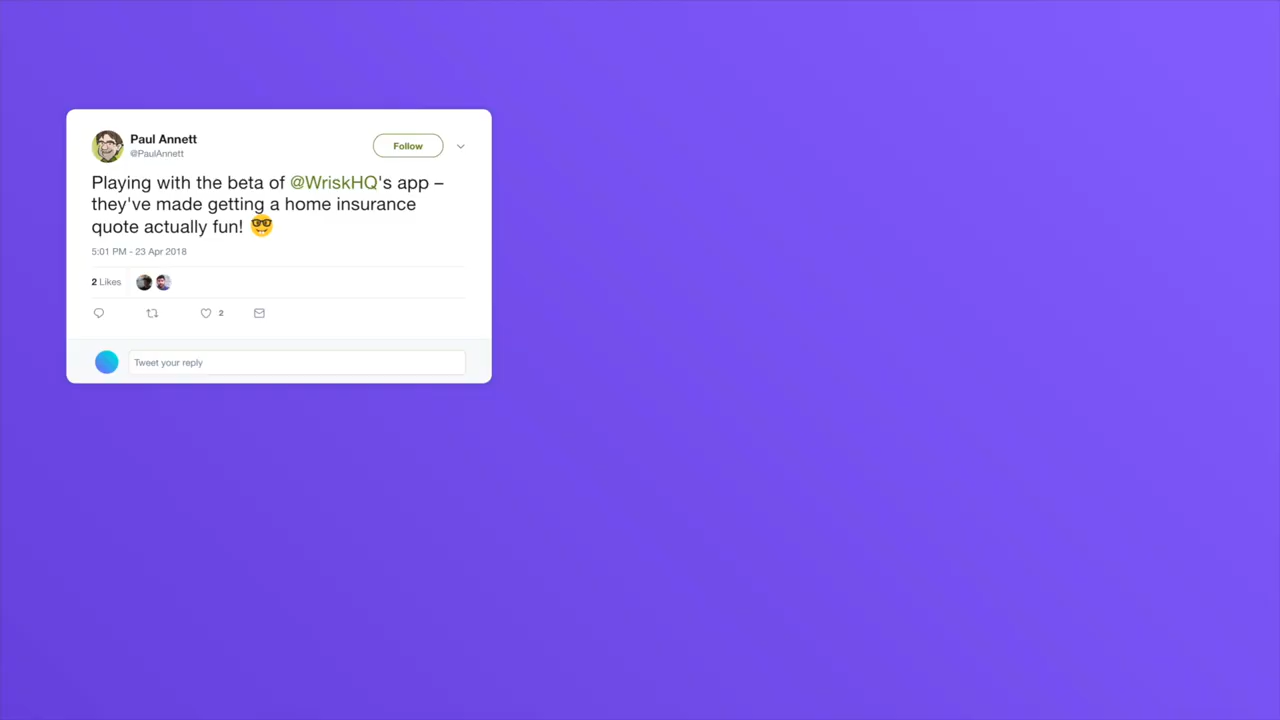 Paul Annett
@PaulAnnett
Follow
Playing with the beta of @WriskHQ's app –
they've made getting a home insurance
quote actually fun! 🤓
5:01 PM - 23 Apr 2018
2 Likes
2
Tweet your reply